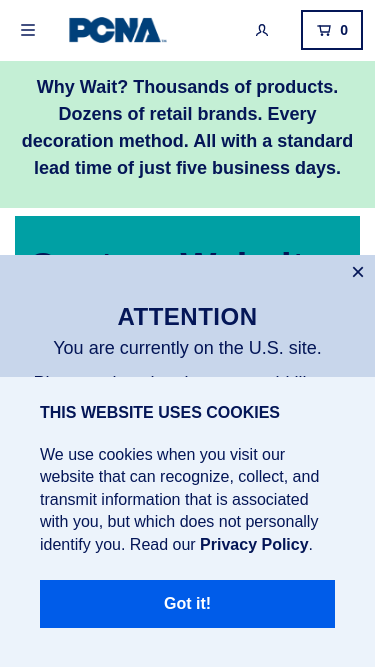 PCNA
0
Why Wait? Thousands of products.
Dozens of retail brands. Every
decoration method. All with a standard
lead time of just five business days.
ATTENTION
You are currently on the U.S. site.
THIS WEBSITE USES COOKIES
We use cookies when you visit our
website that can recognize, collect, and
transmit information that is associated
with you, but which does not personally
identify you. Read our Privacy Policy.
Got it!